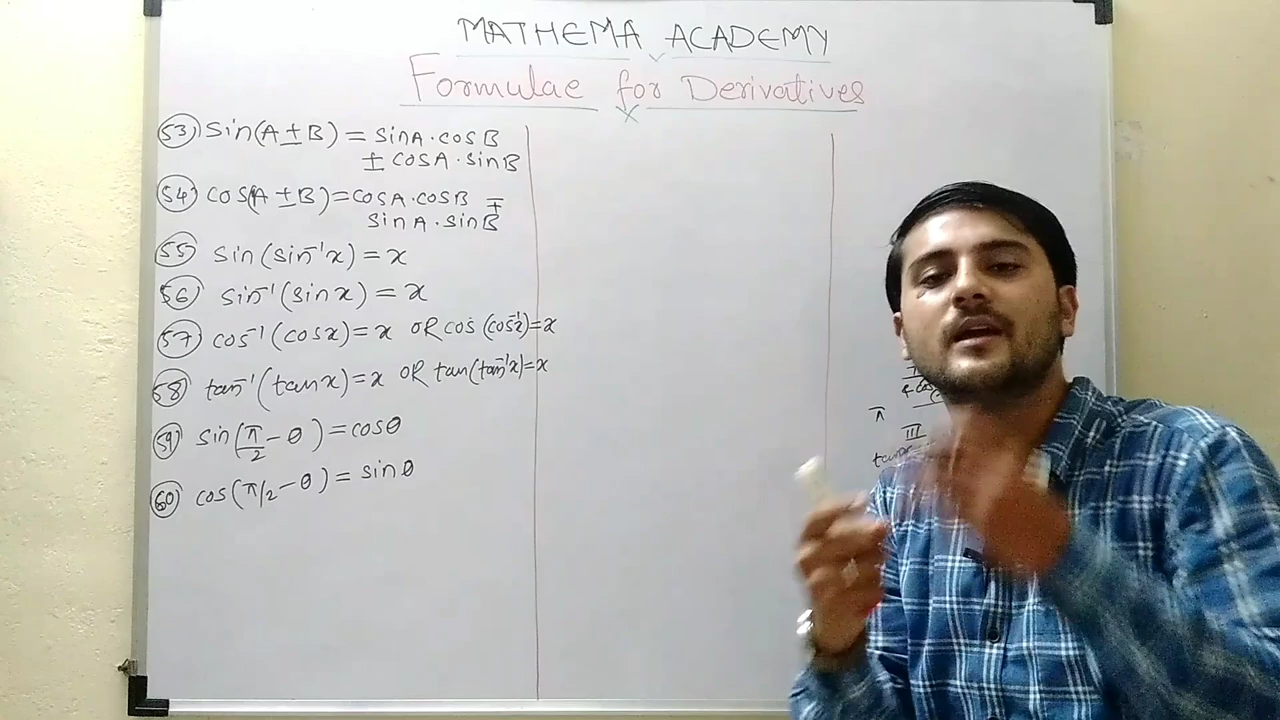 MATHEMA ACADEMY
Formulae for Derivatives
53) sin(A ± B) = sinA · cosB
± cosA · sinB
54) cos(A ± B) = cosA · cosB ∓
sinA · sinB
55) sin(sin⁻¹x) = x
56) sin⁻¹(sinx) = x
57) cos⁻¹(cosx) = x OR cos(cos⁻¹x) = x
58) tan⁻¹(tanx) = x OR tan(tan⁻¹x) = x
59) sin(π/2 - θ) = cosθ
60) cos(π/2 - θ) = sinθ
III